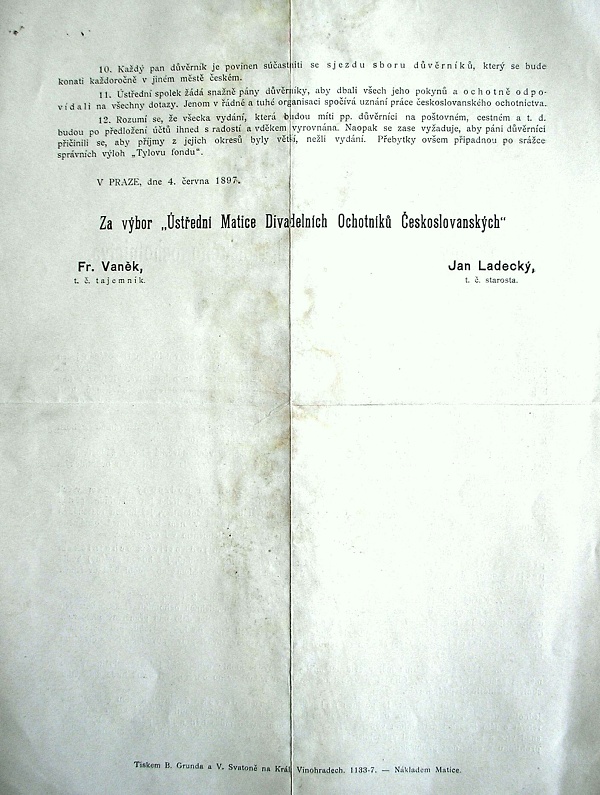 10. Každý pan důvěrník je povinen súčastniti se sjezdu sboru důvěrníků, který se bude
konati každoročně v jiném městě českém.
11. Ústřední spolek žádá snažně pány důvěrníky, aby dbali všech jeho pokynů a ochotně odpo-
vídali na všechny dotazy. Jenom v řádné a tuhé organisaci spočívá uznání práce československého ochotnictva.
12. Rozumí se, že všecka vydání, která budou míti pp. důvěrníci na poštovném, cestném a t. d.
budou po předložení účtů ihned s radostí a vděkem vyrovnána. Naopak se zase vyžaduje, aby páni důvěrníci
přičinili se, aby příjmy z jejich okresů byly větší, nežli vydání. Přebytky ovšem připadnou po srážce
správních výloh „Tylovu fondu“.
V PRAZE, dne 4. června 1897.
Za výbor „Ústřední Matice Divadelních Ochotníků Českoslovanských“
Fr. Vaněk, Jan Ladecký,
t. č. tajemník. t. č. starosta.
Tiskem B. Grunda a V. Svatoně na Král Vinohradech. 1133-7. — Nákladem Matice.